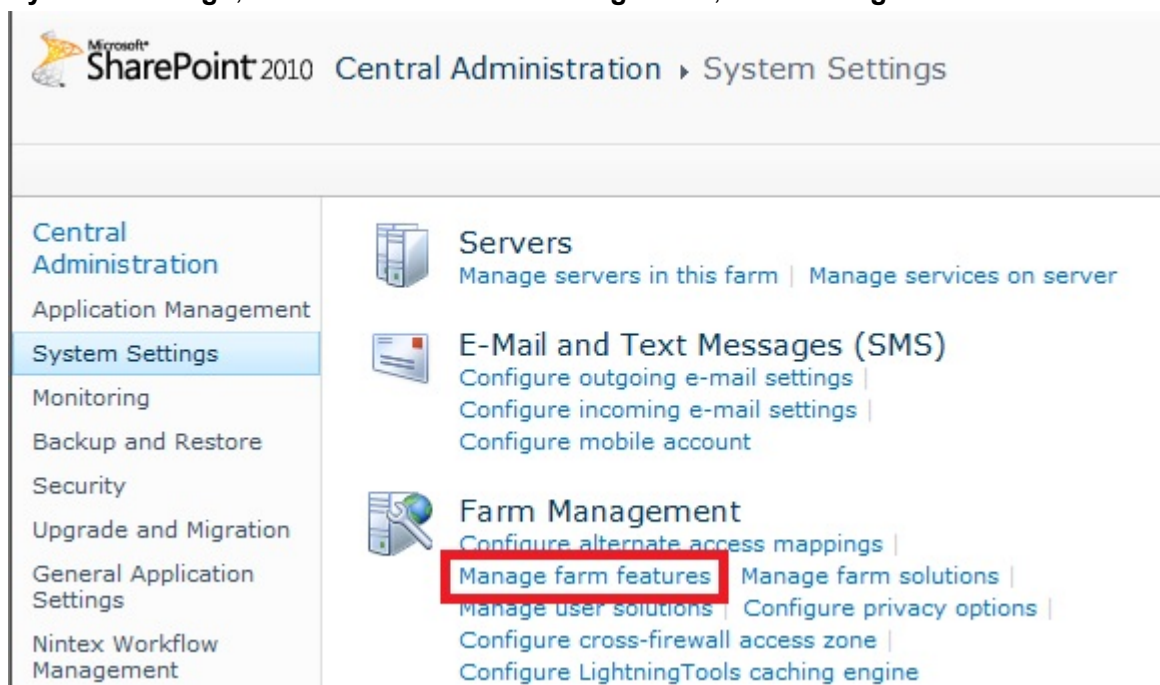 Microsoft®
SharePoint 2010 Central Administration ▸ System Settings
Central
Administration
Application Management
System Settings
Monitoring
Backup and Restore
Security
Upgrade and Migration
General Application
Settings
Nintex Workflow
Management
Servers
Manage servers in this farm | Manage services on server
E-Mail and Text Messages (SMS)
Configure outgoing e-mail settings |
Configure incoming e-mail settings |
Configure mobile account
Farm Management
Configure alternate access mappings |
Manage farm features | Manage farm solutions |
Manage user solutions | Configure privacy options |
Configure cross-firewall access zone |
Configure LightningTools caching engine